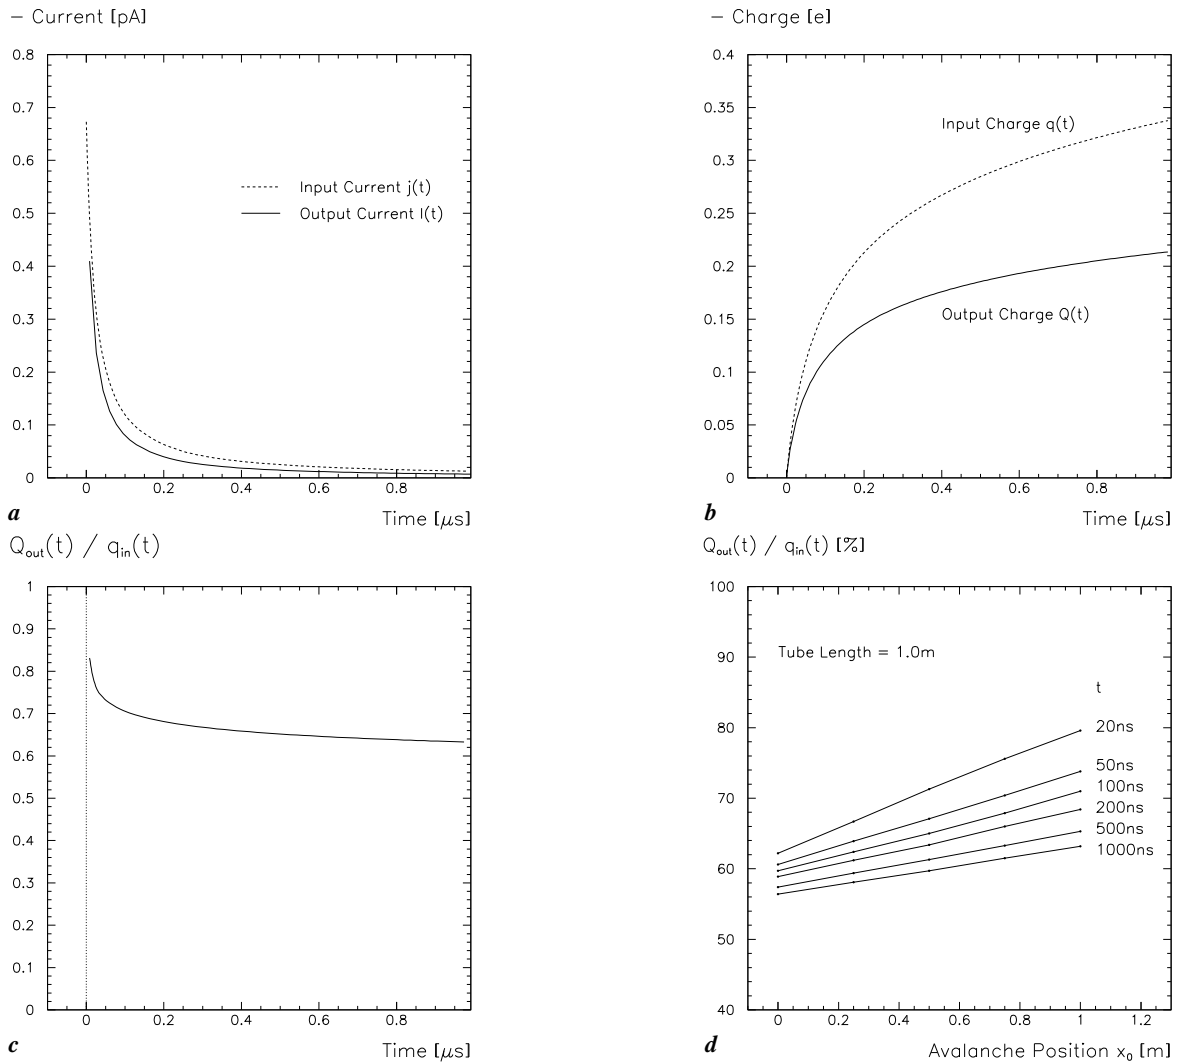 – Current [pA]
0.8
0.7
0.6
0.5
0.4
0.3
0.2
0.1
0
0 0.2 0.4 0.6 0.8
Input Current j(t)
Output Current I(t)
a
Time [μs]
– Charge [e]
0.4
0.35
0.3
0.25
0.2
0.15
0.1
0.05
0
0 0.2 0.4 0.6 0.8
Input Charge q(t)
Output Charge Q(t)
b
Time [μs]
Qout(t) / qin(t)
1
0.9
0.8
0.7
0.6
0.5
0.4
0.3
0.2
0.1
0
0 0.2 0.4 0.6 0.8
c
Time [μs]
Qout(t) / qin(t) [%]
100
90
80
70
60
50
40
0 0.2 0.4 0.6 0.8 1 1.2
Tube Length = 1.0m
t
20ns
50ns
100ns
200ns
500ns
1000ns
d
Avalanche Position x0 [m]